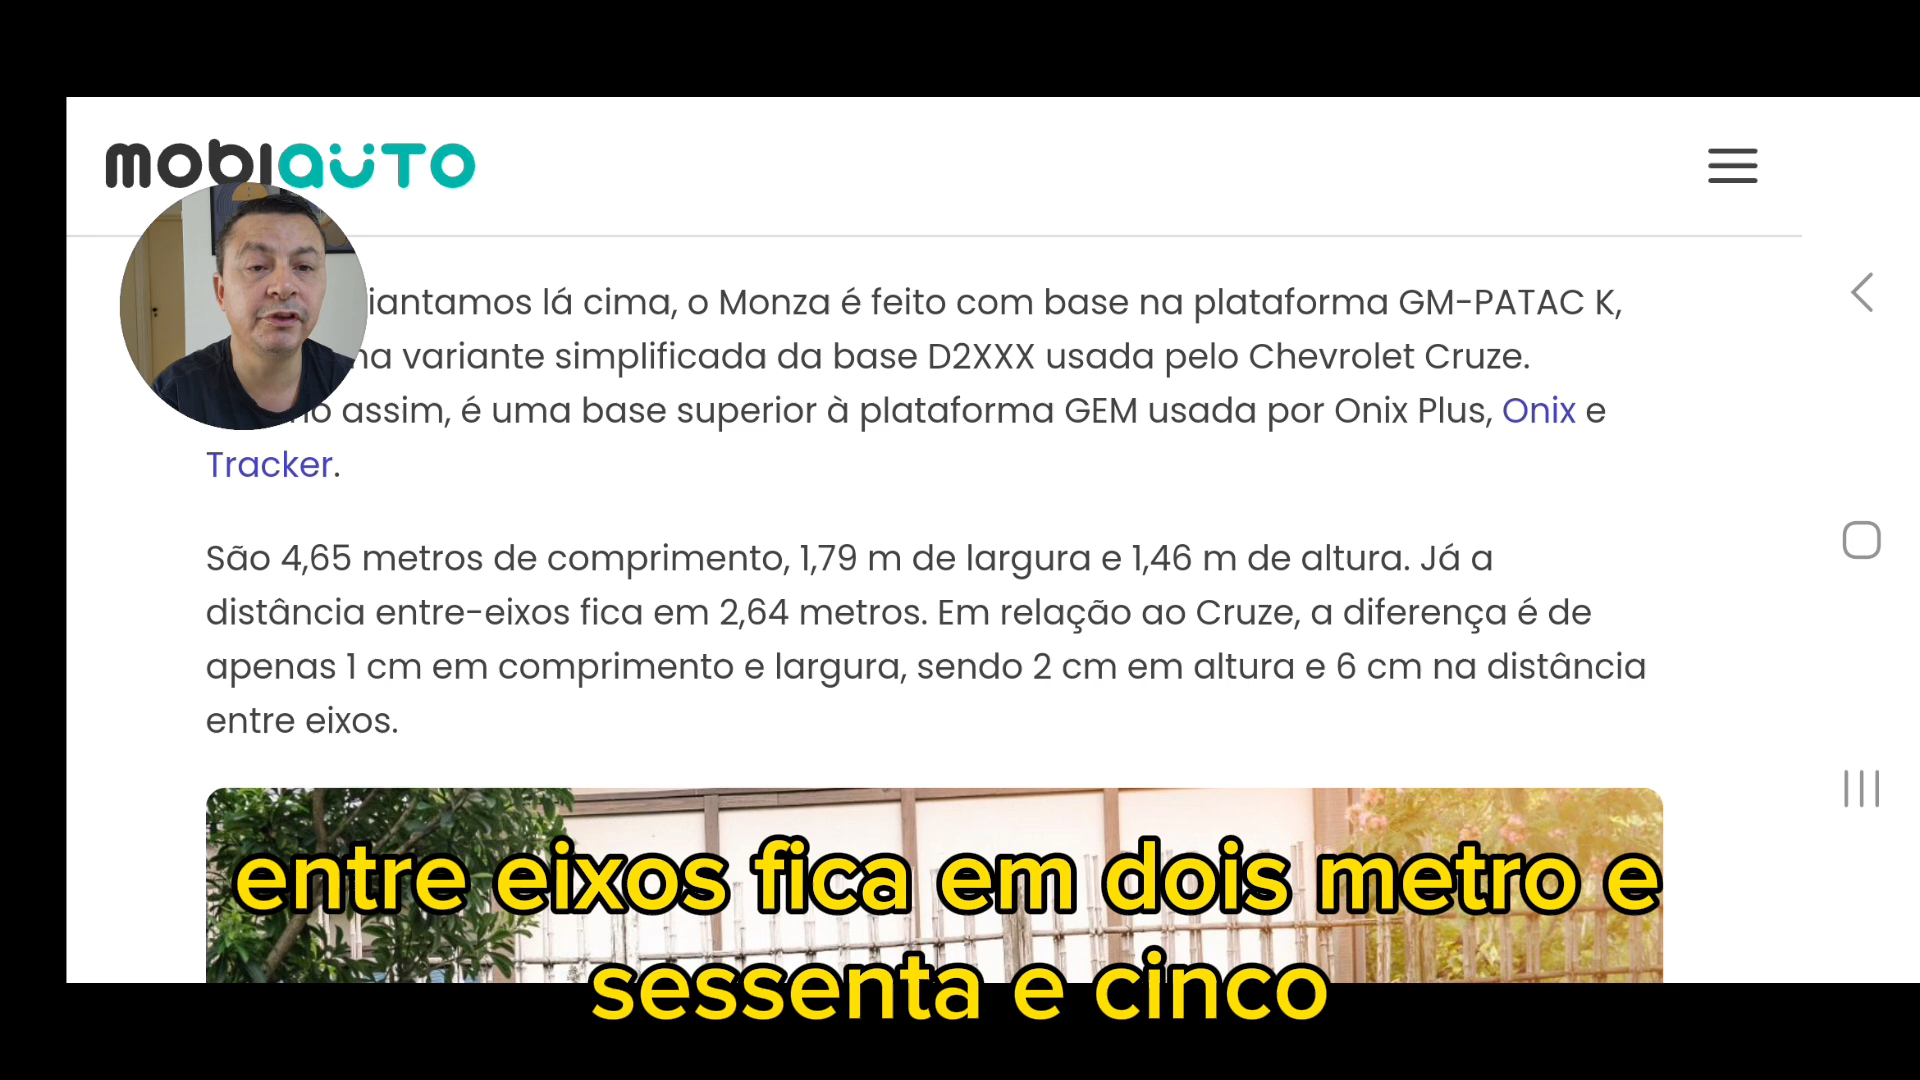 mobiauto
iantamos lá cima, o Monza é feito com base na plataforma GM-PATAC K,
variante simplificada da base D2XXX usada pelo Chevrolet Cruze.
assim, é uma base superior à plataforma GEM usada por Onix Plus, Onix e
Tracker.
São 4,65 metros de comprimento, 1,79 m de largura e 1,46 m de altura. Já a
distância entre-eixos fica em 2,64 metros. Em relação ao Cruze, a diferença é de
apenas 1 cm em comprimento e largura, sendo 2 cm em altura e 6 cm na distância
entre eixos.
entre eixos fica em dois metro e
sessenta e cinco